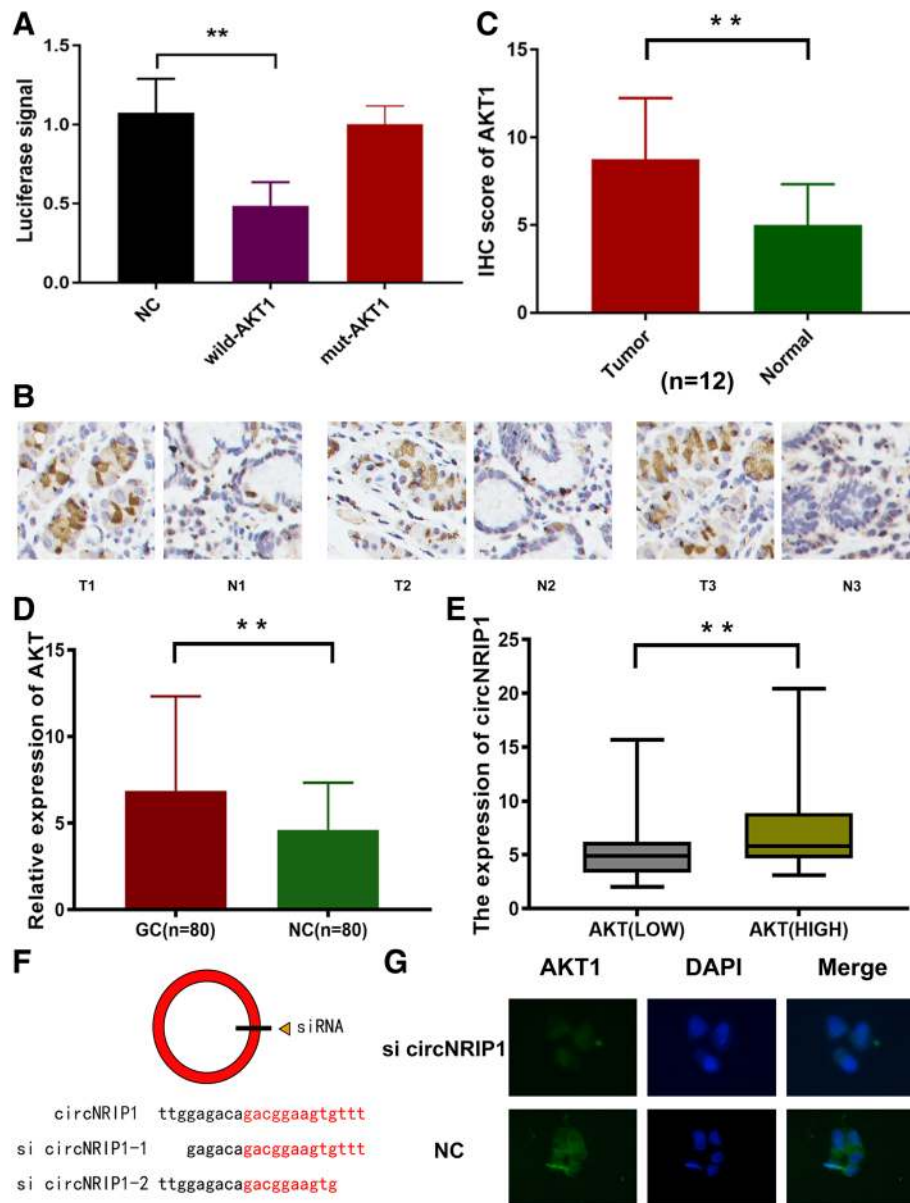 A
Luciferase signal
1.5
1.0
0.5
0.0
**
NC
wild-AKT1
mut-AKT1
C
IHC score of AKT1
15
10
5
0
* *
Tumor
Normal
(n=12)
B
T1 N1 T2 N2 T3 N3
D
Relative expression of AKT
15
10
5
0
* *
GC(n=80) NC(n=80)
E
The expression of circNRIP1
25
20
15
10
5
0
* *
AKT(LOW) AKT(HIGH)
F
siRNA
circNRIP1 ttggagacagacggaagtgttt
si circNRIP1-1 gagacagacggaagtgttt
si circNRIP1-2 ttggagacagacggaagtg
G
AKT1 DAPI Merge
si circNRIP1
NC